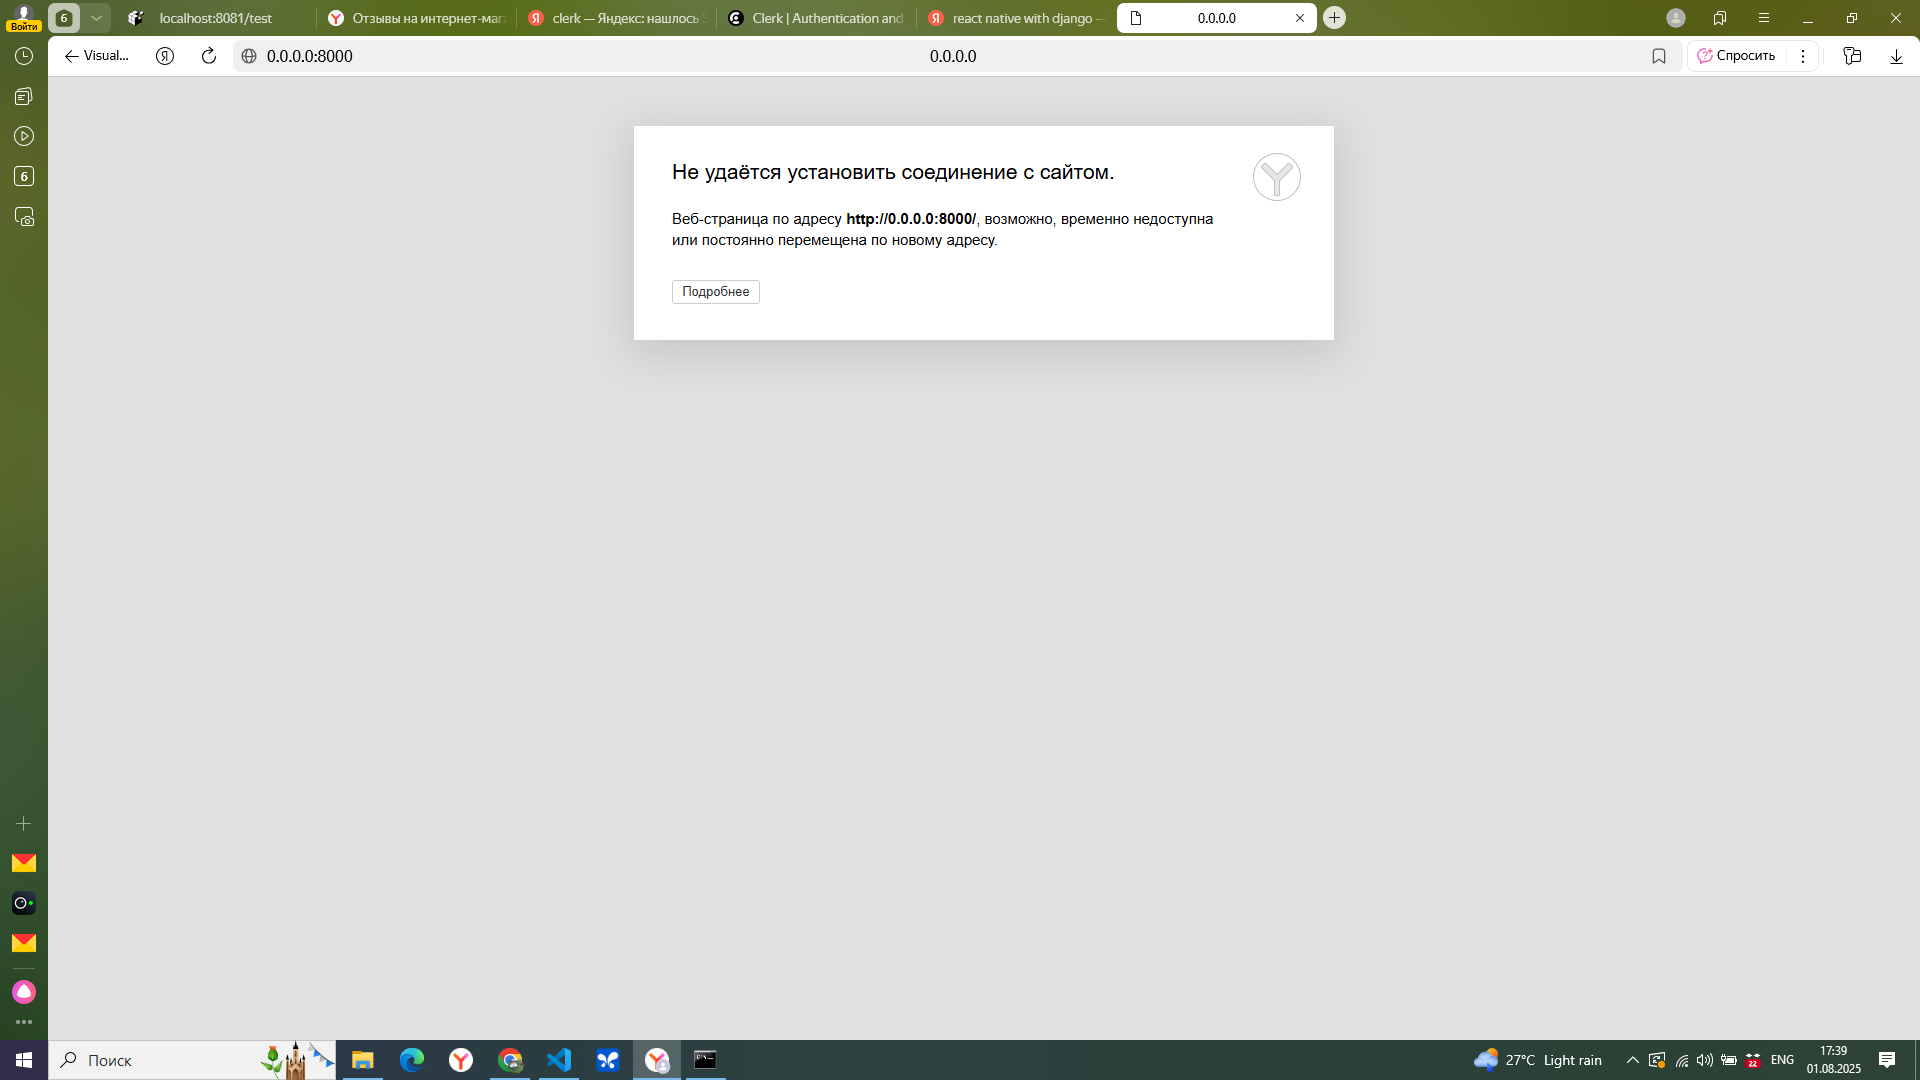 Войти
6
localhost:8081/test
Отзывы на интернет-маг
clerk — Яндекс: нашлось
Clerk | Authentication and
react native with django —
0.0.0.0
Visual...
0.0.0.0:8000
0.0.0.0
Спросить
6
Не удаётся установить соединение с сайтом.
Веб-страница по адресу http://0.0.0.0:8000/, возможно, временно недоступна
или постоянно перемещена по новому адресу.
Подробнее
Поиск
27°C Light rain
22
ENG
17:39
01.08.2025